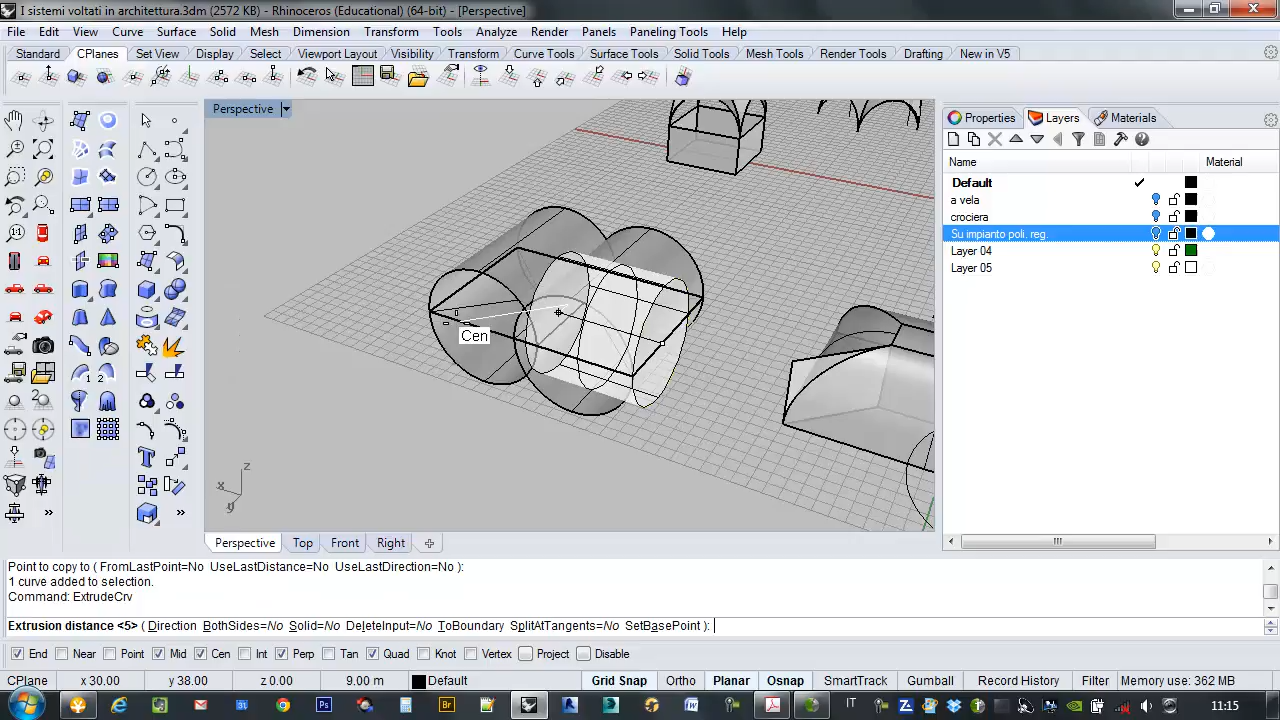 I sistemi voltati in architettura.3dm (2572 KB) - Rhinoceros (Educational) (64-bit) - [Perspective]
File Edit View Curve Surface Solid Mesh Dimension Transform Tools Analyze Render Panels Paneling Tools Help
Standard CPlanes Set View Display Select Viewport Layout Visibility Transform Curve Tools Surface Tools Solid Tools Mesh Tools Render Tools Drafting New in V5
Perspective
Properties Layers Materials
Name Material
Default
a vela
crociera
Su impianto poli. reg.
Layer 04
Layer 05
Cen
z
x
y
Perspective Top Front Right
Point to copy to ( FromLastPoint=No UseLastDistance=No UseLastDirection=No ):
1 curve added to selection.
Command: ExtrudeCrv
Extrusion distance <5> ( Direction BothSides=No Solid=No DeleteInput=No ToBoundary SplitAtTangents=No SetBasePoint ):
End Near Point Mid Cen Int Perp Tan Quad Knot Vertex Project Disable
CPlane x 30.00 y 38.00 z 0.00 9.00 m Default Grid Snap Ortho Planar Osnap SmartTrack Gumball Record History Filter Memory use: 362 MB
IT 11:15